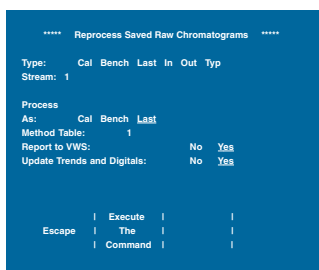 ***** Reprocess Saved Raw Chromatograms *****
Type: Cal Bench Last In Out Typ
Stream: 1
Process
As: Cal Bench Last
Method Table: 1
Report to VWS: No Yes
Update Trends and Digitals: No Yes
| Execute | |
Escape | The | |
| Command | |